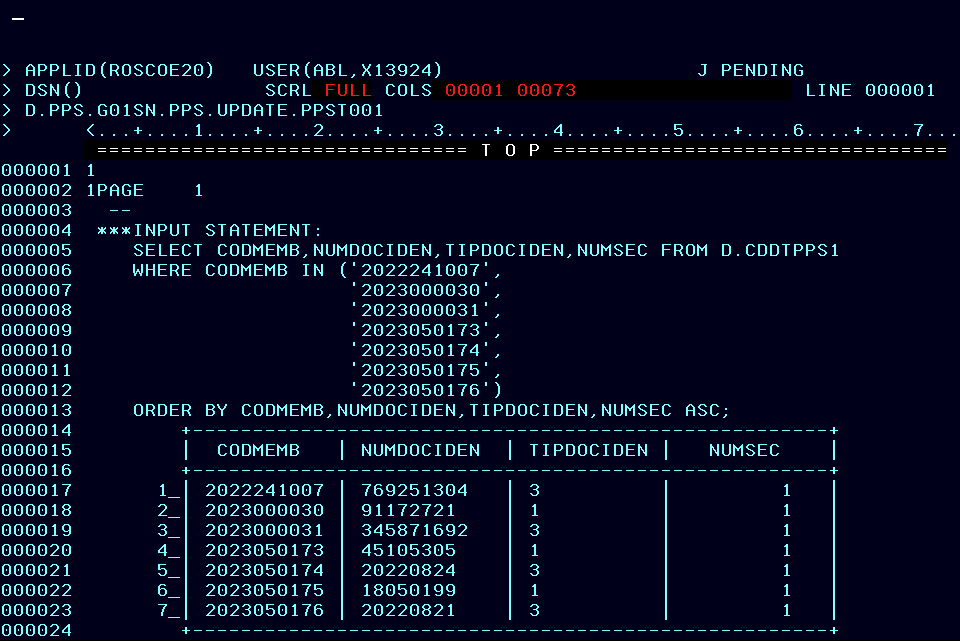 _
> APPLID(ROSCOE20)   USER(ABL,X13924)                     J PENDING
> DSN()               SCRL FULL COLS 00001 00073                   LINE 000001
> D.PPS.G01SN.PPS.UPDATE.PPST001
>      <...+....1....+....2....+....3....+....4....+....5....+....6....+....7...
        =============================== T O P =================================
000001 1
000002 1PAGE    1
000003   --
000004  ***INPUT STATEMENT:
000005     SELECT CODMEMB,NUMDOCIDEN,TIPDOCIDEN,NUMSEC FROM D.CDDTPPS1
000006     WHERE CODMEMB IN ('2022241007',
000007                       '2023000030',
000008                       '2023000031',
000009                       '2023050173',
000010                       '2023050174',
000011                       '2023050175',
000012                       '2023050176')
000013     ORDER BY CODMEMB,NUMDOCIDEN,TIPDOCIDEN,NUMSEC ASC;
000014         +-----------------------------------------------------+
000015         |  CODMEMB   | NUMDOCIDEN  | TIPDOCIDEN |   NUMSEC    |
000016         +-----------------------------------------------------+
000017       1_| 2022241007 | 769251304   | 3          |         1   |
000018       2_| 2023000030 | 91172721    | 1          |         1   |
000019       3_| 2023000031 | 345871692   | 3          |         1   |
000020       4_| 2023050173 | 45105305    | 1          |         1   |
000021       5_| 2023050174 | 20220824    | 3          |         1   |
000022       6_| 2023050175 | 18050199    | 1          |         1   |
000023       7_| 2023050176 | 20220821    | 3          |         1   |
000024         +-----------------------------------------------------+